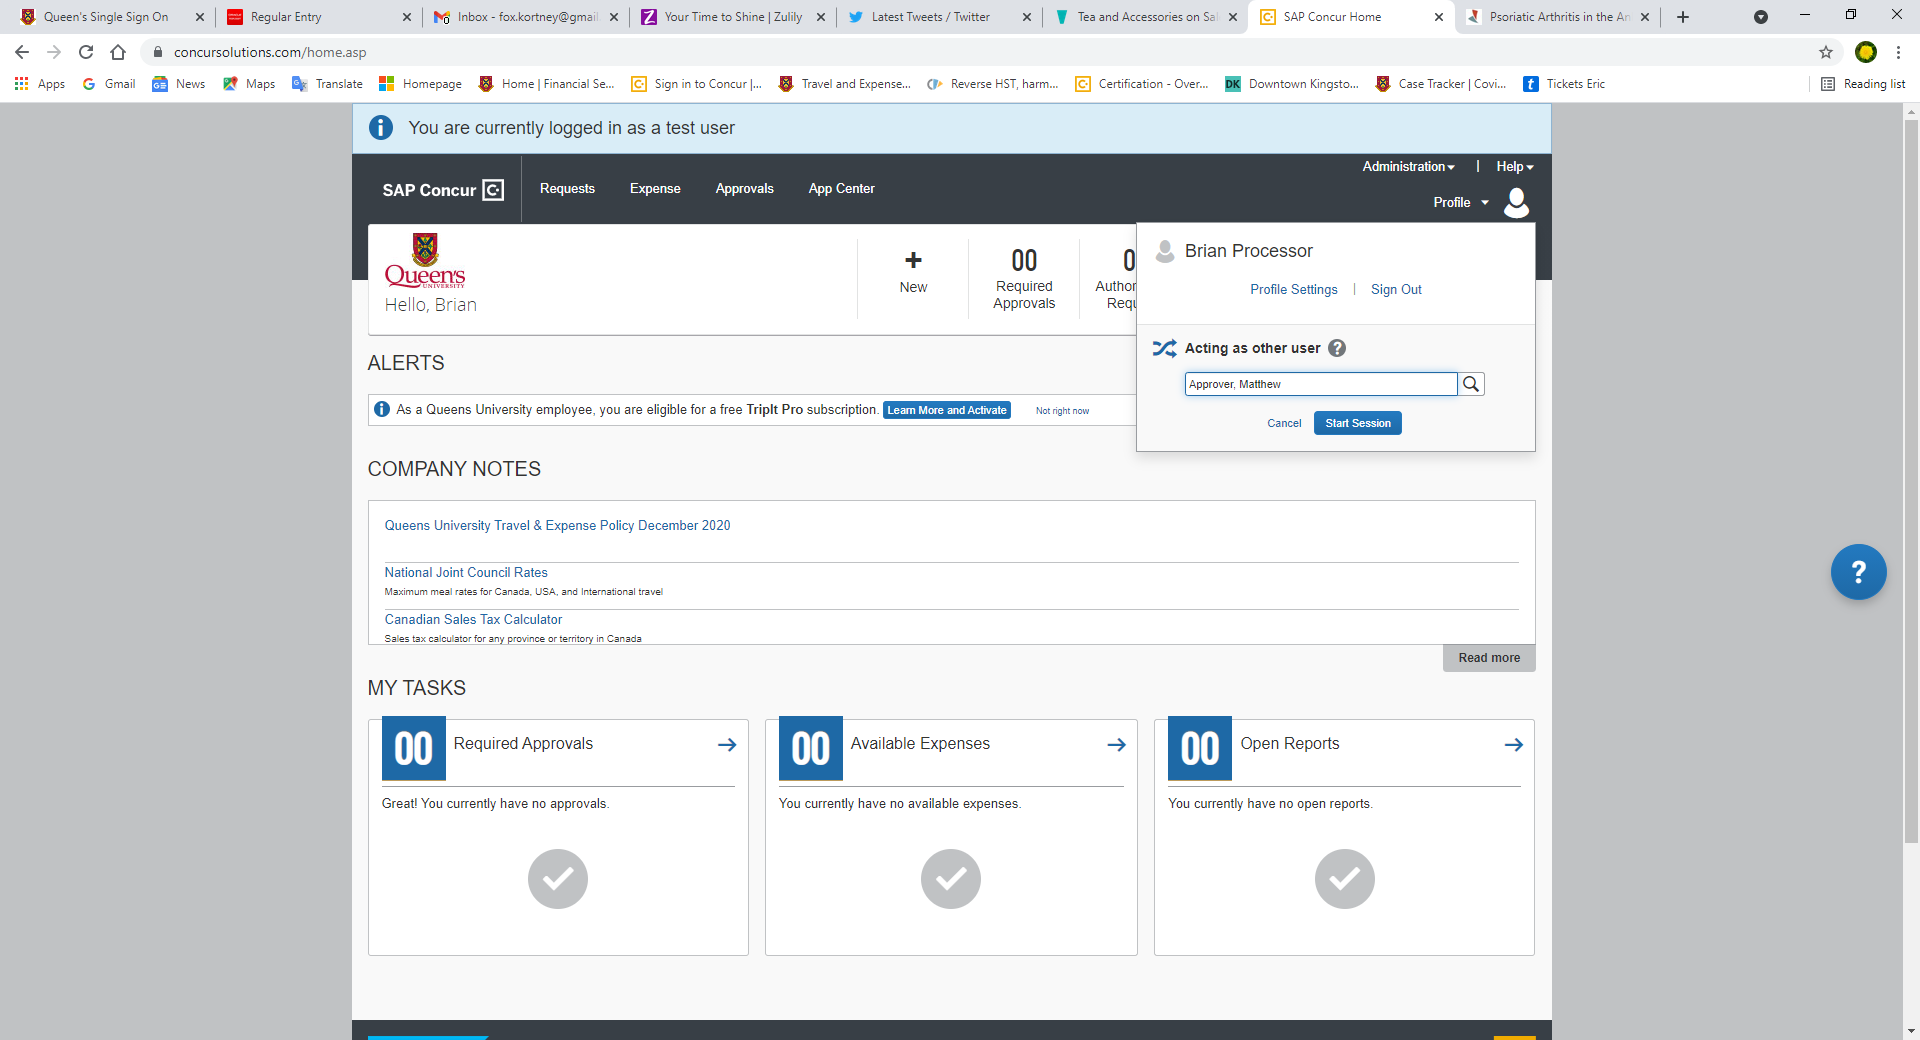 Queen's Single Sign On
Regular Entry
Inbox - fox.kortney@gmail.
Your Time to Shine | Zulily
Latest Tweets / Twitter
Tea and Accessories on Sal
SAP Concur Home
Psoriatic Arthritis in the An
concursolutions.com/home.asp
Apps
Gmail
News
Maps
Translate
Homepage
Home | Financial Se...
Sign in to Concur |...
Travel and Expense...
Reverse HST, harm...
Certification - Over...
DK Downtown Kingsto...
Case Tracker | Covi...
t Tickets Eric
Reading list
You are currently logged in as a test user
Administration
|
Help
SAP Concur C
Requests
Expense
Approvals
App Center
Profile
Queen's
UNIVERSITY
Hello, Brian
+
New
00
Required
Approvals
0
Author
Requ
Brian Processor
Profile Settings | Sign Out
Acting as other user ?
Approver, Matthew
Cancel
Start Session
ALERTS
As a Queens University employee, you are eligible for a free TripIt Pro subscription. Learn More and Activate Not right now
COMPANY NOTES
Queens University Travel & Expense Policy December 2020
National Joint Council Rates
Maximum meal rates for Canada, USA, and International travel
Canadian Sales Tax Calculator
Sales tax calculator for any province or territory in Canada
Read more
?
MY TASKS
00 Required Approvals
Great! You currently have no approvals.
00 Available Expenses
You currently have no available expenses.
00 Open Reports
You currently have no open reports.